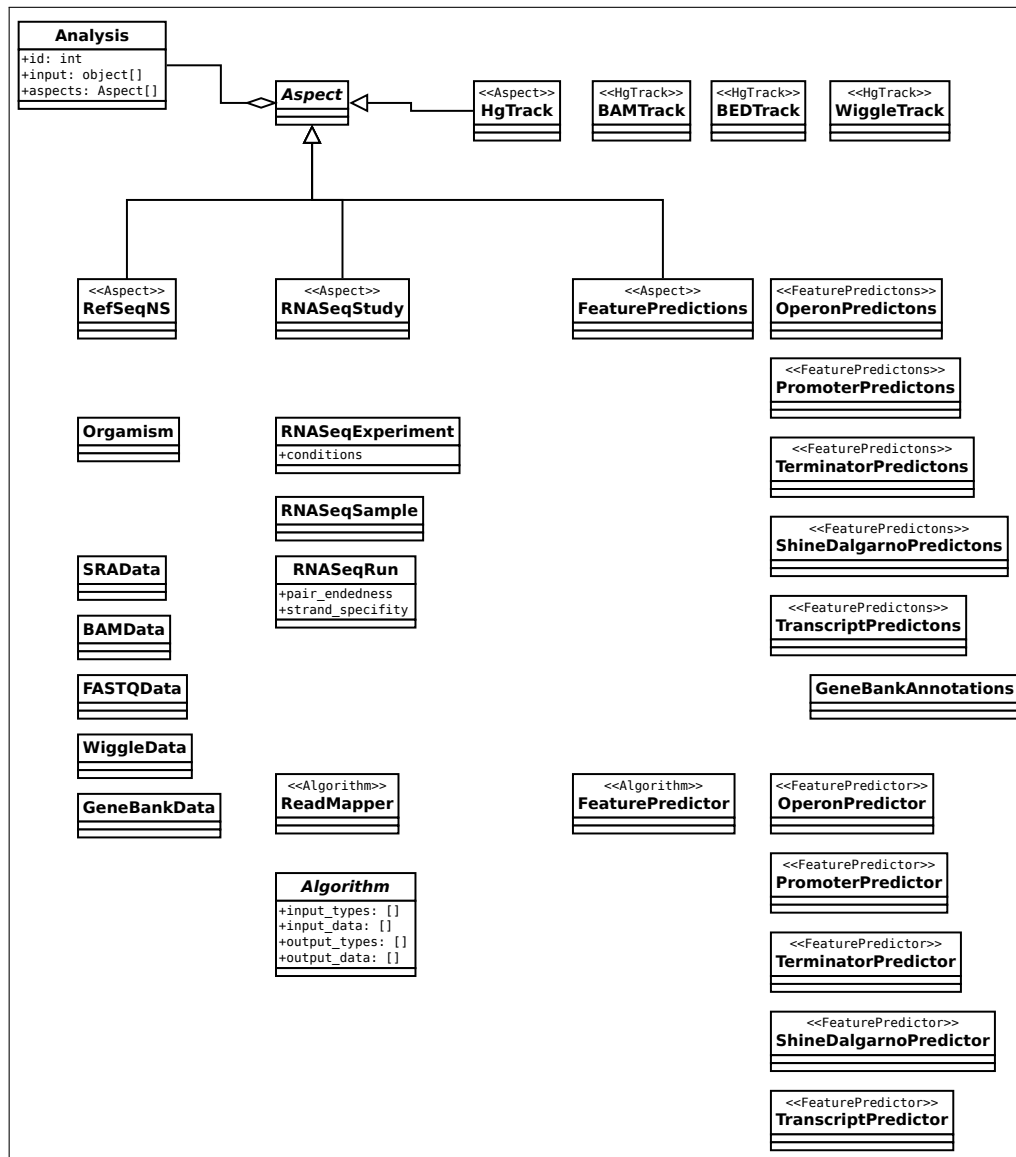 Analysis
+id: int
+input: object[]
+aspects: Aspect[]
Aspect
<<Aspect>>
HgTrack
<<HgTrack>>
BAMTrack
<<HgTrack>>
BEDTrack
<<HgTrack>>
WiggleTrack
<<Aspect>>
RefSeqNS
<<Aspect>>
RNASeqStudy
<<Aspect>>
FeaturePredictions
<<FeaturePredictons>>
OperonPredictons
<<FeaturePredictons>>
PromoterPredictons
Orgamism
RNASeqExperiment
+conditions
<<FeaturePredictons>>
TerminatorPredictons
RNASeqSample
<<FeaturePredictons>>
ShineDalgarnoPredictons
SRAData
RNASeqRun
+pair_endedness
+strand_specifity
<<FeaturePredictons>>
TranscriptPredictons
BAMData
FASTQData
GeneBankAnnotations
WiggleData
GeneBankData
<<Algorithm>>
ReadMapper
<<Algorithm>>
FeaturePredictor
<<FeaturePredictor>>
OperonPredictor
<<FeaturePredictor>>
PromoterPredictor
Algorithm
+input_types: []
+input_data: []
+output_types: []
+output_data: []
<<FeaturePredictor>>
TerminatorPredictor
<<FeaturePredictor>>
ShineDalgarnoPredictor
<<FeaturePredictor>>
TranscriptPredictor